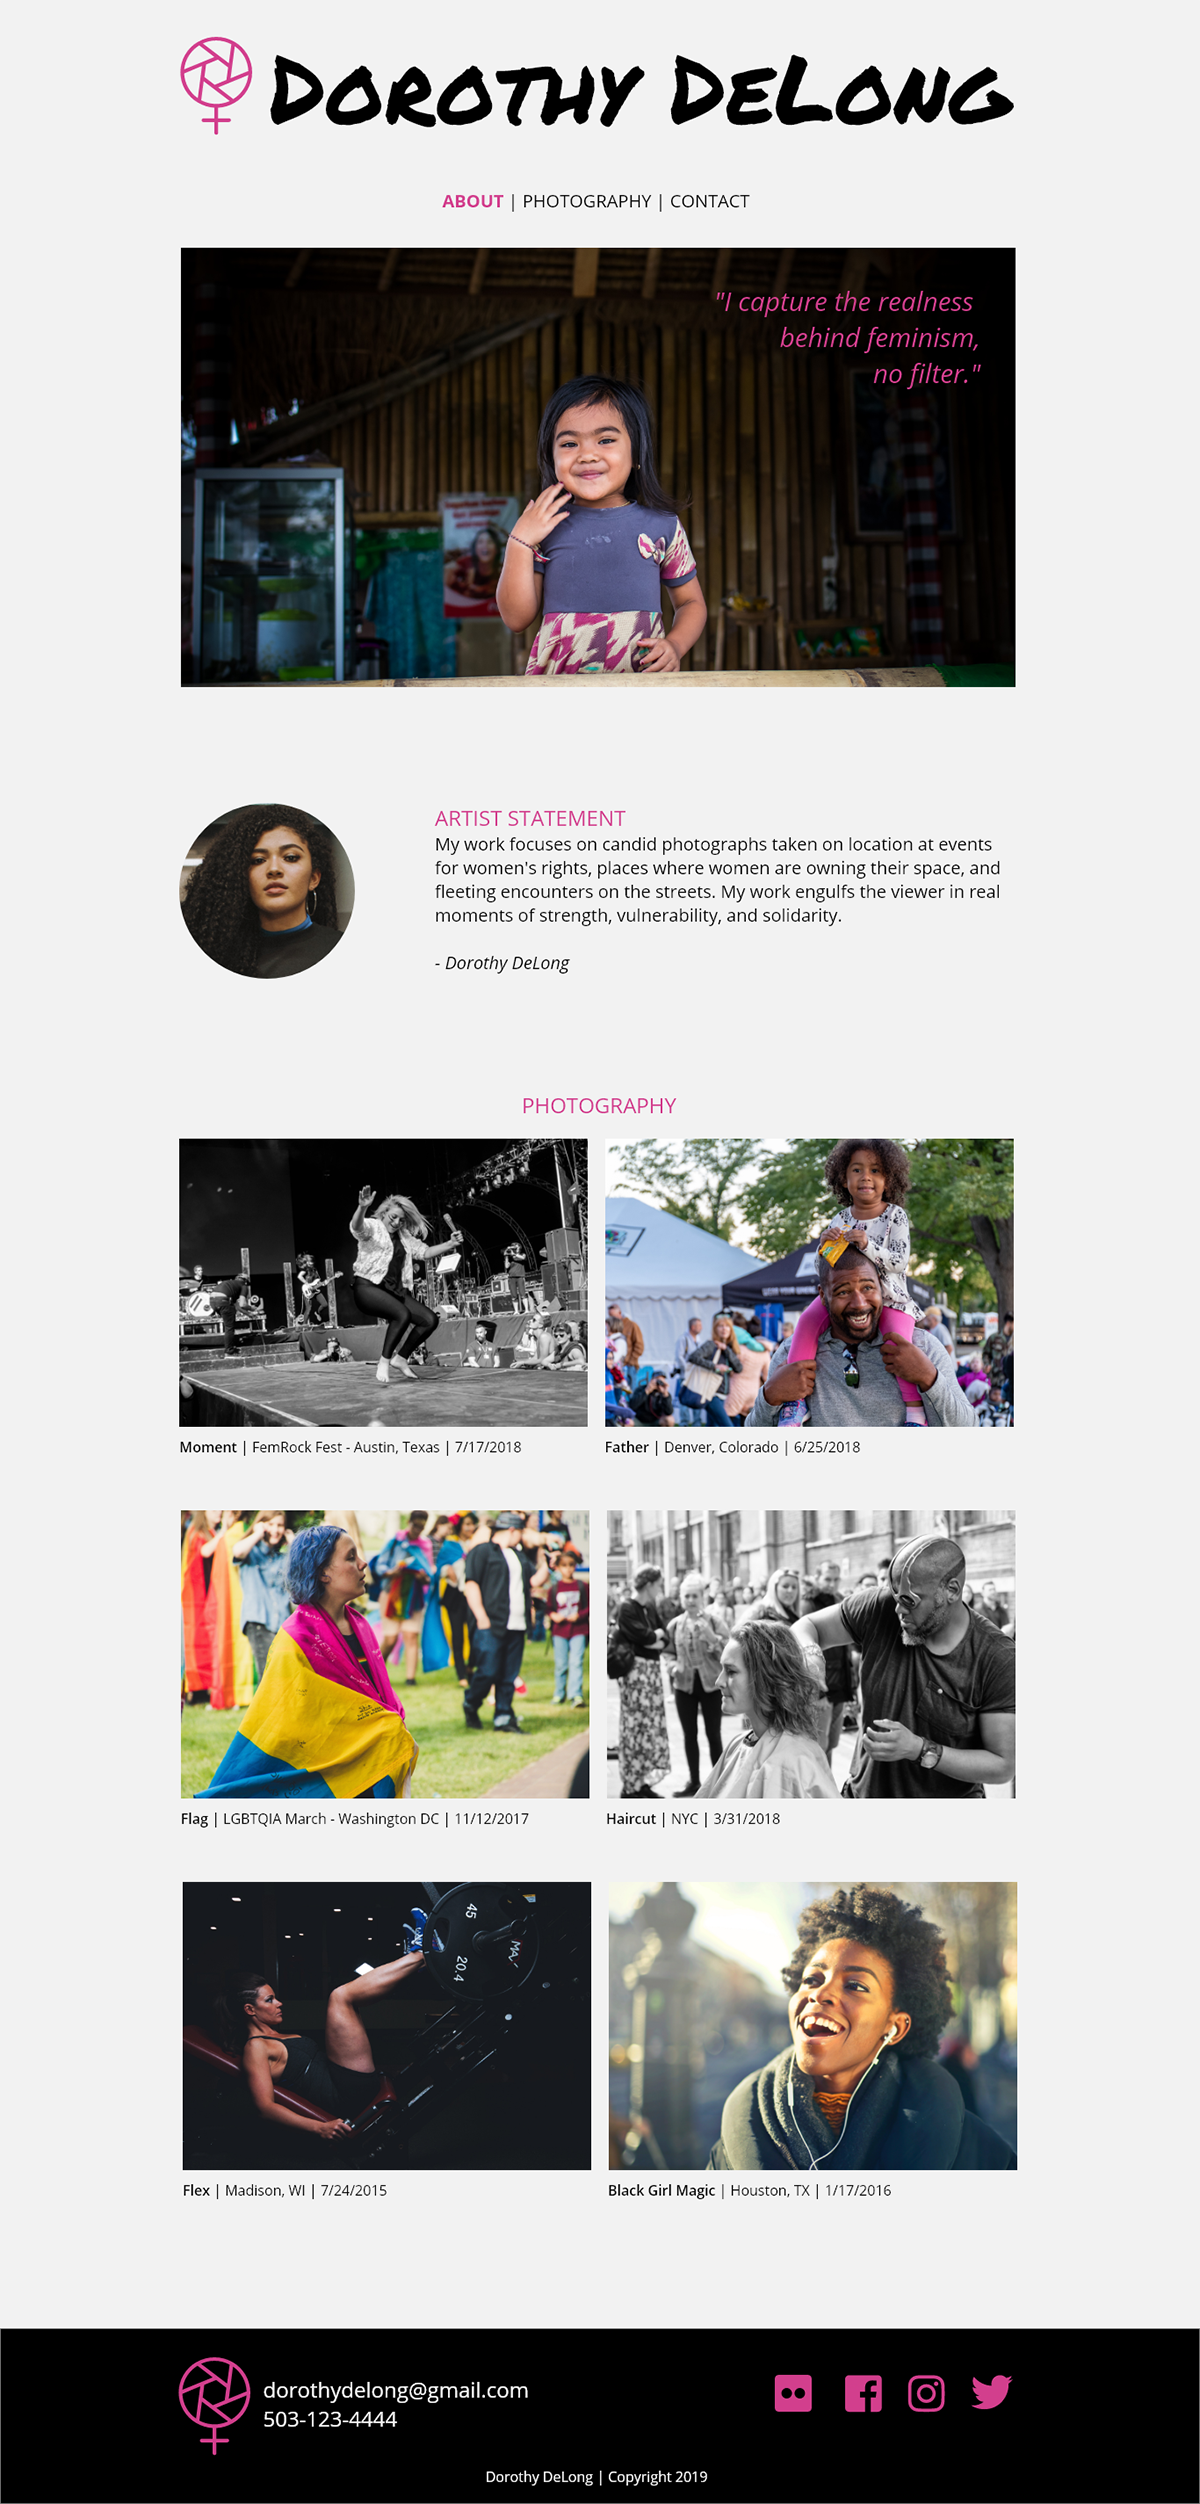 DOROTHY DELONG
ABOUT | PHOTOGRAPHY | CONTACT
"I capture the realness
behind feminism,
no filter."
ARTIST STATEMENT
My work focuses on candid photographs taken on location at events
for women's rights, places where women are owning their space, and
fleeting encounters on the streets. My work engulfs the viewer in real
moments of strength, vulnerability, and solidarity.
- Dorothy DeLong
PHOTOGRAPHY
Moment | FemRock Fest - Austin, Texas | 7/17/2018
Father | Denver, Colorado | 6/25/2018
Flag | LGBTQIA March - Washington DC | 11/12/2017
Haircut | NYC | 3/31/2018
45
20.4
Flex | Madison, WI | 7/24/2015
Black Girl Magic | Houston, TX | 1/17/2016
dorothydelong@gmail.com
503-123-4444
Dorothy DeLong | Copyright 2019